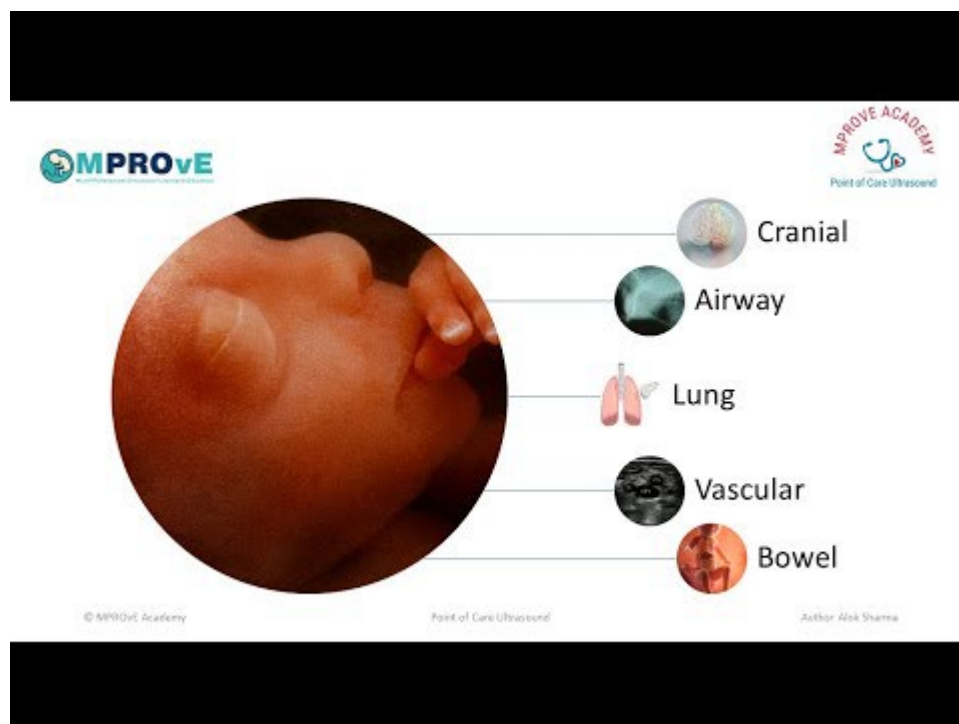 MPROvE
MPROVE ACADEMY
Point of Care Ultrasound
Cranial
Airway
Lung
Vascular
Bowel
© MPROvE Academy
Point of Care Ultrasound
Author Alok Sharma